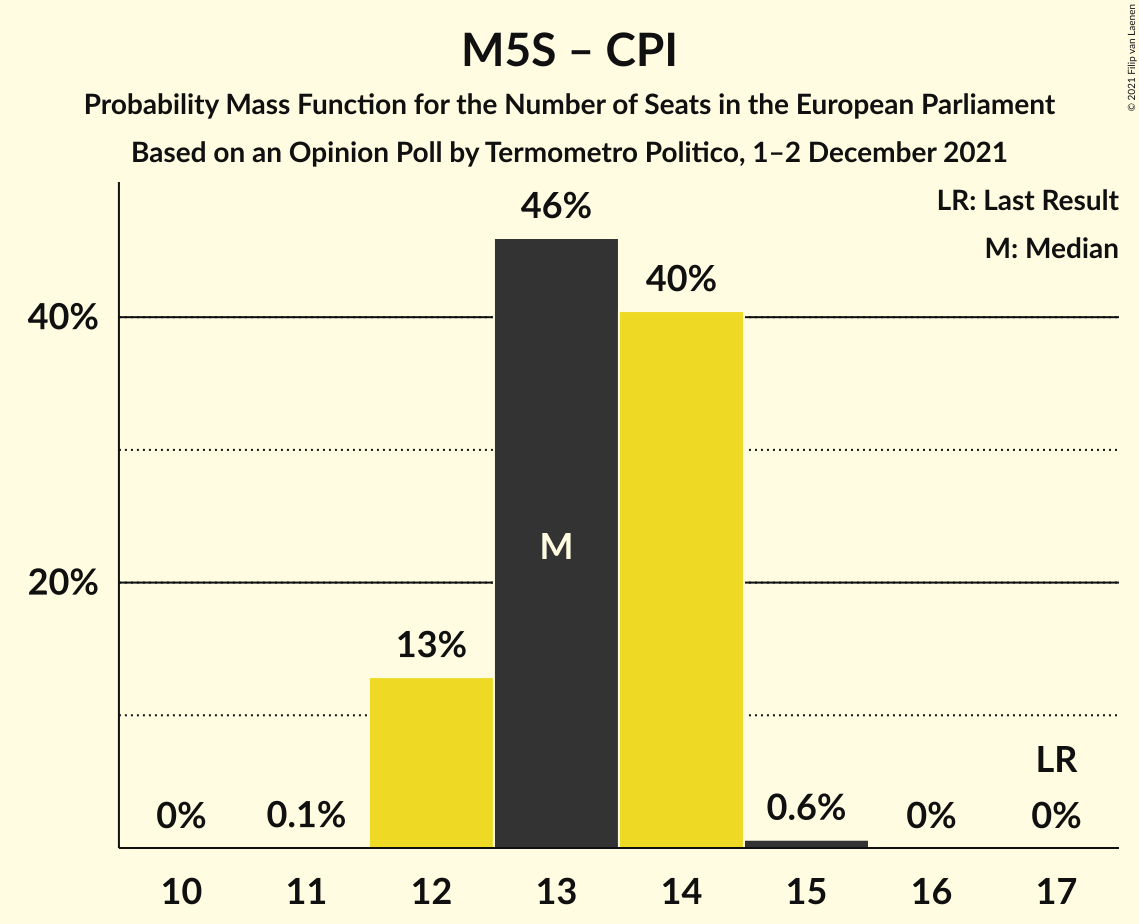 M5S – CPI
Probability Mass Function for the Number of Seats in the European Parliament
Based on an Opinion Poll by Termometro Politico, 1–2 December 2021
© 2021 Filip van Laenen
LR: Last Result
M: Median
46%
40%
40%
M
20%
13%
LR
0%
0.1%
0.6%
0%
0%
10
11
12
13
14
15
16
17